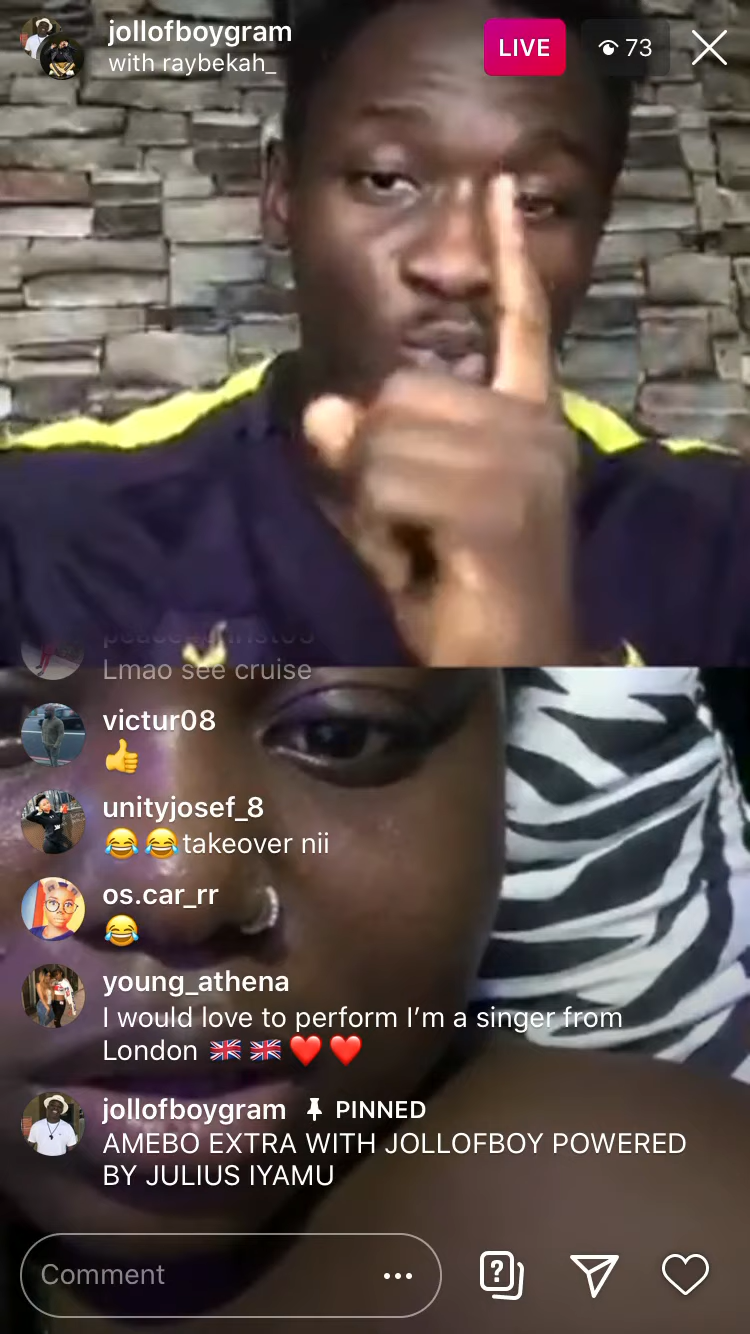 jollofboygram
with raybekah_
LIVE
73
Lmao see cruise
victur08
👍
unityjosef_8
😂😂takeover nii
os.car_rr
😂
young_athena
I would love to perform I'm a singer from
London 🇬🇧 🇬🇧 ❤️ ❤️
jollofboygram PINNED
AMEBO EXTRA WITH JOLLOFBOY POWERED
BY JULIUS IYAMU
Comment